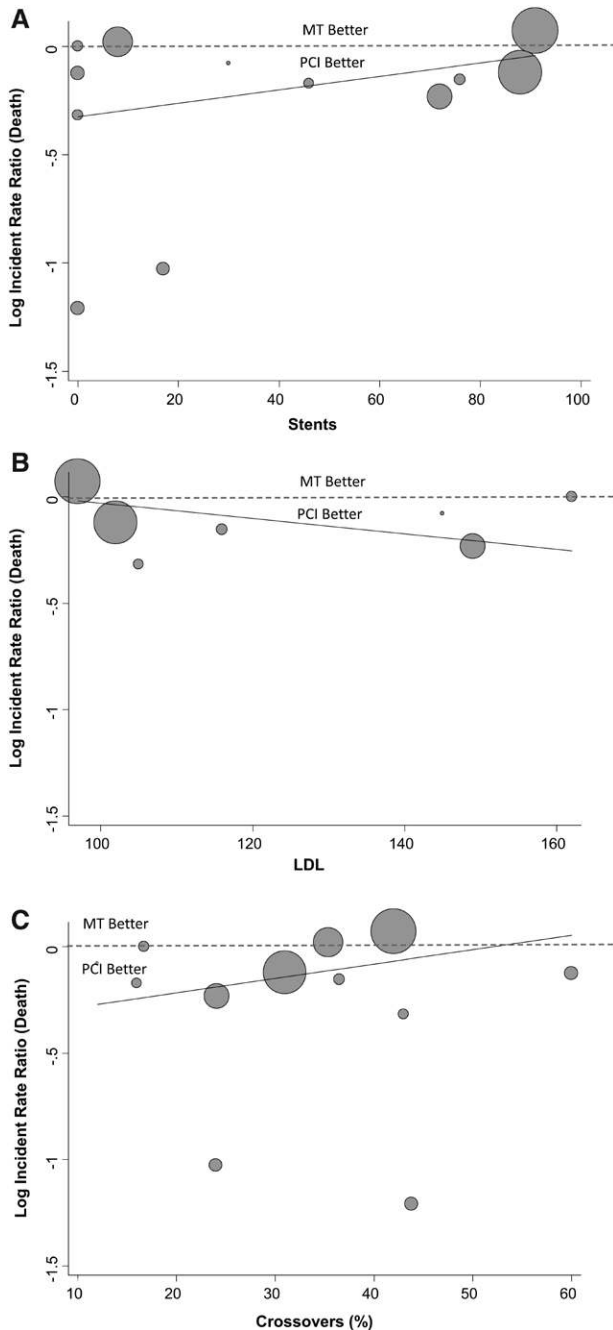 A
MT Better
PCI Better
Log Incident Rate Ratio (Death)
0
-.5
-1
-1.5
0 20 40 60 80 100
Stents
B
MT Better
PCI Better
Log Incident Rate Ratio (Death)
0
-.5
-1
-1.5
100 120 140 160
LDL
C
MT Better
PCI Better
Log Incident Rate Ratio (Death)
0
-.5
-1
-1.5
10 20 30 40 50 60
Crossovers (%)